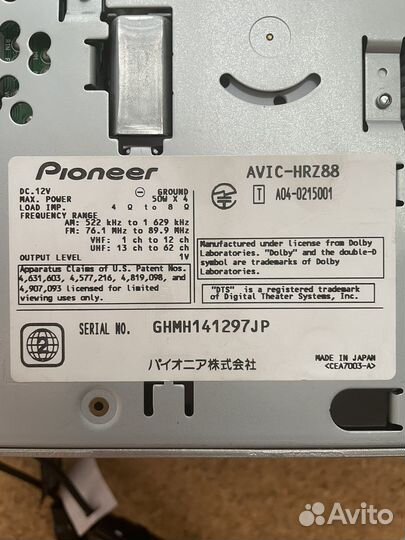 Pioneer
AVIC-HRZ88
DC.12V ⊖ GROUND
MAX. POWER 50W X 4
LOAD IMP. 4 Ω to 8 Ω
FREQUENCY RANGE
AM: 522 kHz to 1 629 kHz
FM: 76.1 MHz to 89.9 MHz
VHF: 1 ch to 12 ch
UHF: 13 ch to 62 ch
OUTPUT LEVEL 1V
T A04-0215001
Apparatus Claims of U.S. Patent Nos.
4,631,603, 4,577,216, 4,819,098, and
4,907,093 licensed for limited
viewing uses only.
Manufactured under license from Dolby
Laboratories. "Dolby" and the double-D
symbol are trademarks of Dolby
Laboratories.
"DTS" is a registered trademark
of Digital Theater Systems, Inc.
2
SERIAL NO. GHMH141297JP
パイオニア株式会社
MADE IN JAPAN
<CEA7003-A>
Avito